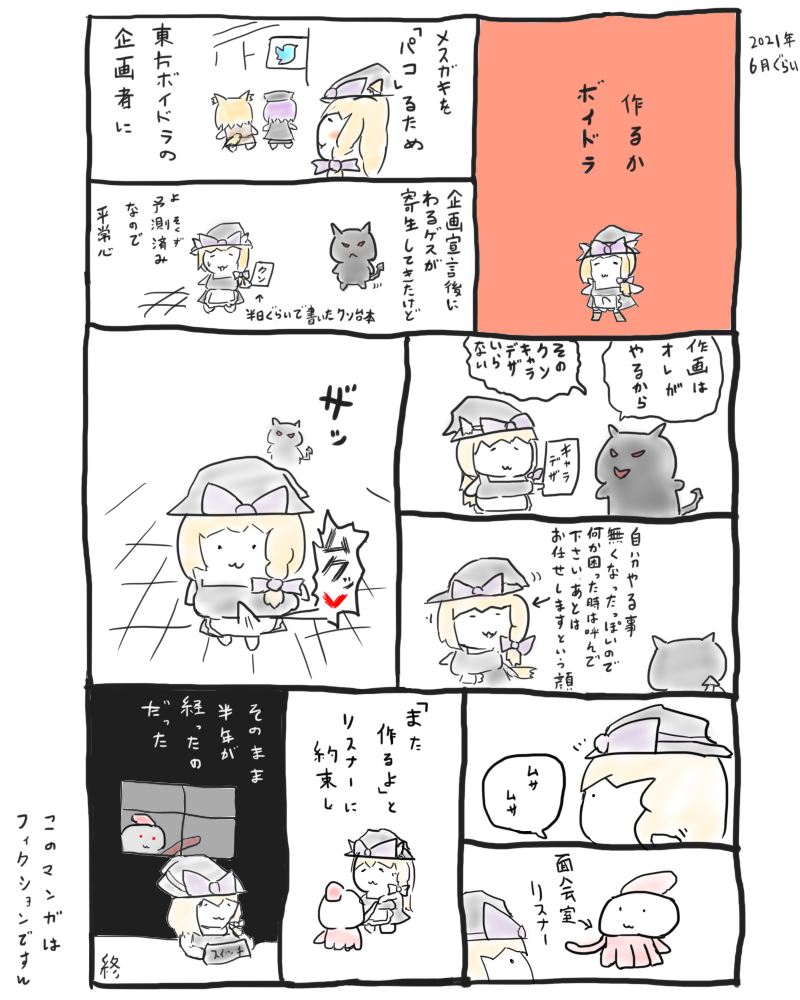 2021年
6月ぐらい
作るか
ボイドラ
メスガキを
「パコ」るため
東方ボイドラの
企画者に
企画宣言後に
わるゲスが
寄生してきたけど
クソ
↑
半日ぐらいで書いたクソ台本
よそくず
予測済み
なので
平常心
作画は
オレが
やるから
その
クソ
キャラ
デザ
いら
ない
キャラ
デザ
ザッ
自分やる事
無くなったっぽいので
何か困った時は呼んで
下さい、あとは
お任せしますという顔
ムサ
ムサ
面会室
リスナー
「また
作るよ」と
リスナーに
約束し
そのまま
半年が
経ったの
だった
スイッチ
終
このマンガは
フィクションですw